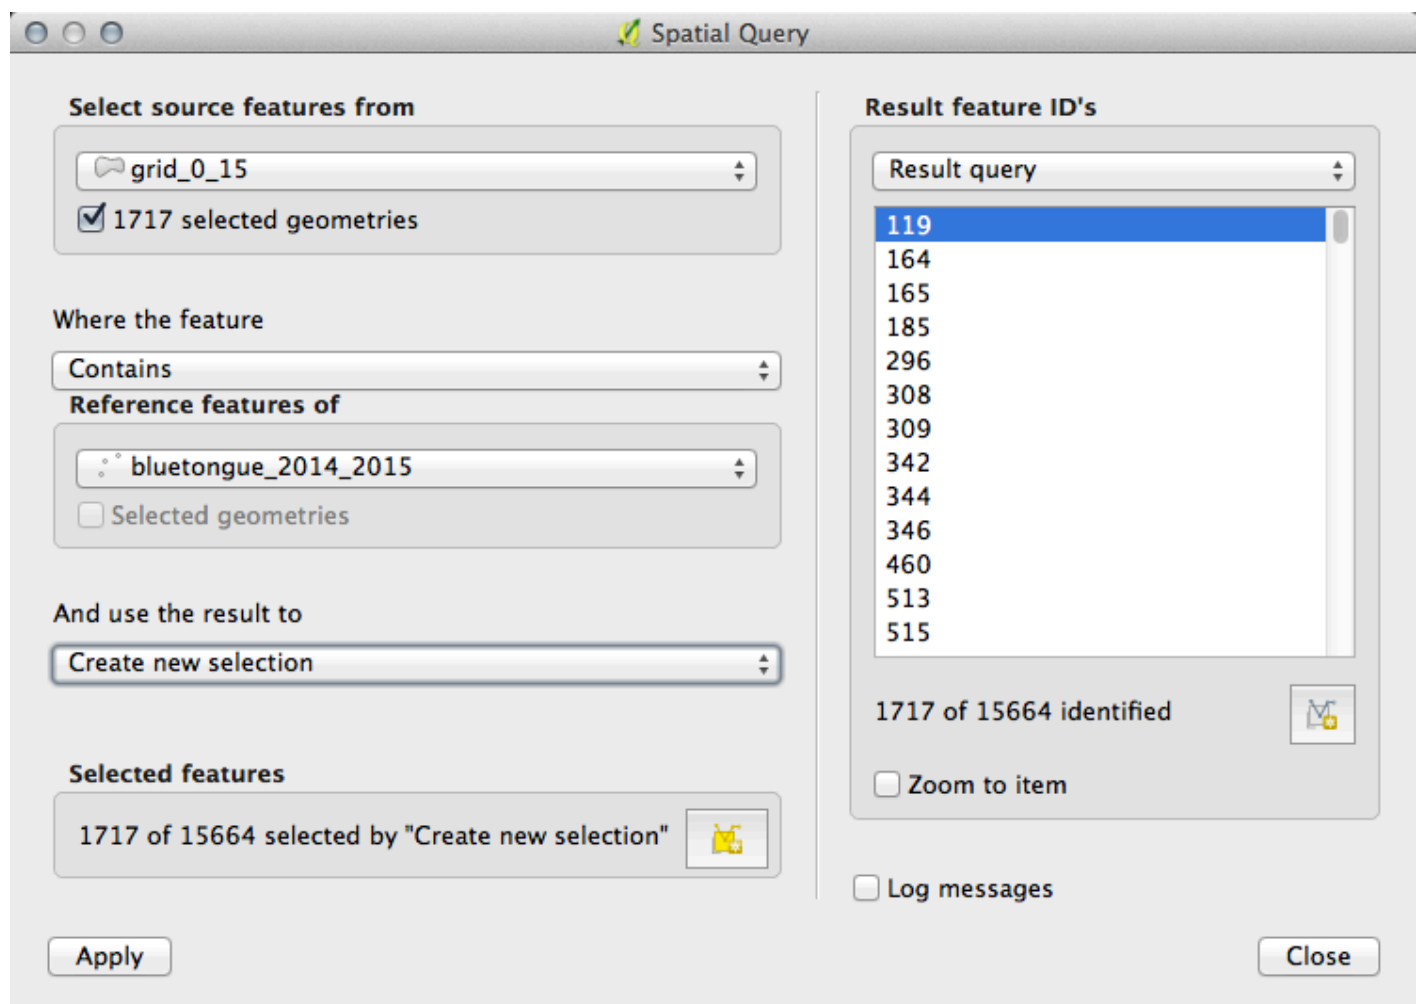 Spatial Query
Select source features from
grid_0_15
1717 selected geometries
Where the feature
Contains
Reference features of
bluetongue_2014_2015
Selected geometries
And use the result to
Create new selection
Selected features
1717 of 15664 selected by "Create new selection"
Apply
Result feature ID's
Result query
119
164
165
185
296
308
309
342
344
346
460
513
515
1717 of 15664 identified
Zoom to item
Log messages
Close